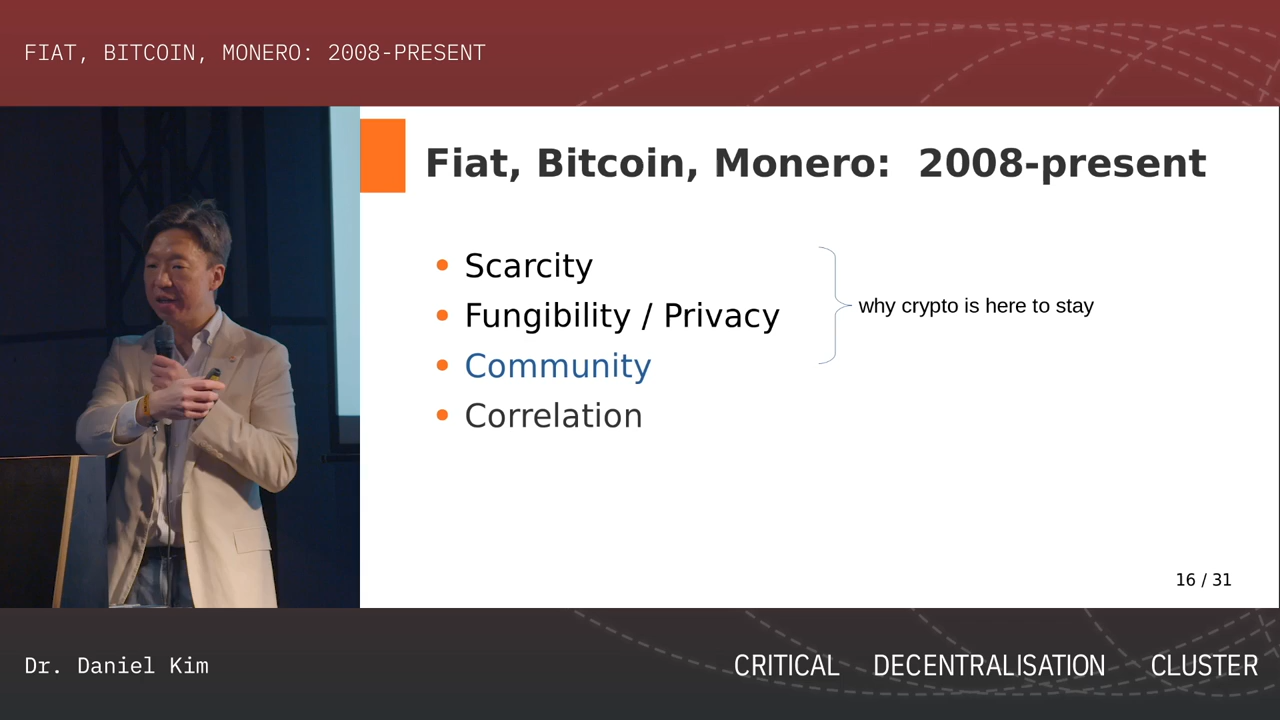 FIAT, BITCOIN, MONERO: 2008-PRESENT
Fiat, Bitcoin, Monero: 2008-present
Scarcity
Fungibility / Privacy
Community
Correlation
why crypto is here to stay
16 / 31
Dr. Daniel Kim
CRITICAL DECENTRALISATION CLUSTER